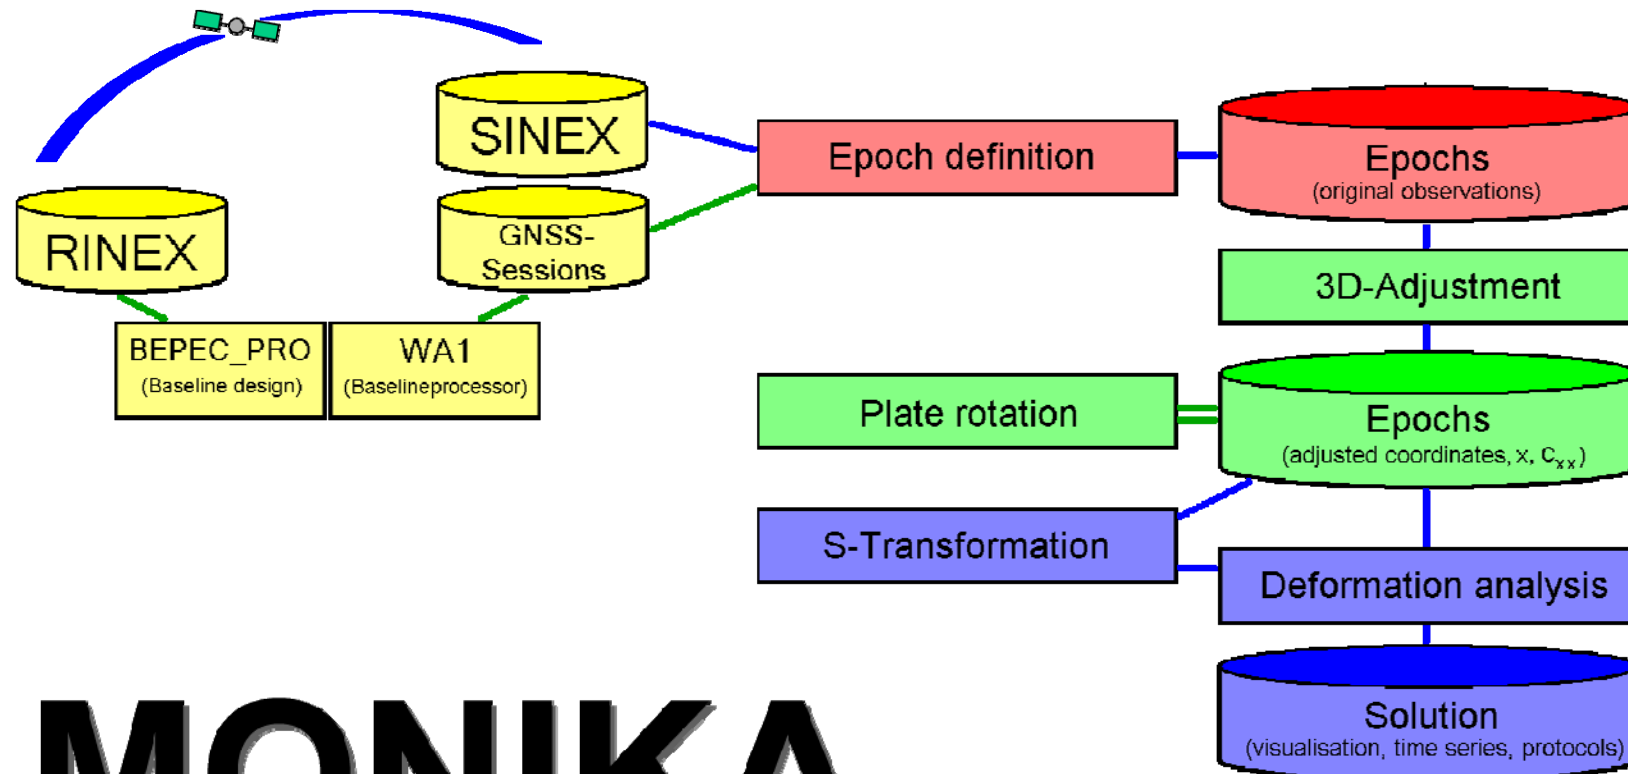 SINEX
Epoch definition
Epochs
(original observations)
RINEX
GNSS-
Sessions
3D-Adjustment
BEPEC_PRO
(Baseline design)
WA1
(Baselineprocessor)
Plate rotation
Epochs
(adjusted coordinates, x, Cxx)
S-Transformation
Deformation analysis
Solution
(visualisation, time series, protocols)
MONIKA